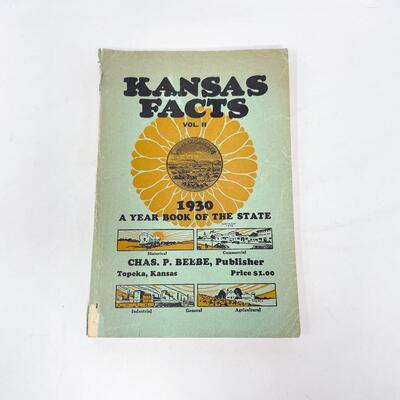 KANSAS
FACTS
VOL. II
1930
A YEAR BOOK OF THE STATE
Historical Commercial
CHAS. P. BEEBE, Publisher
Topeka, Kansas Price $1.00
Industrial General Agricultural